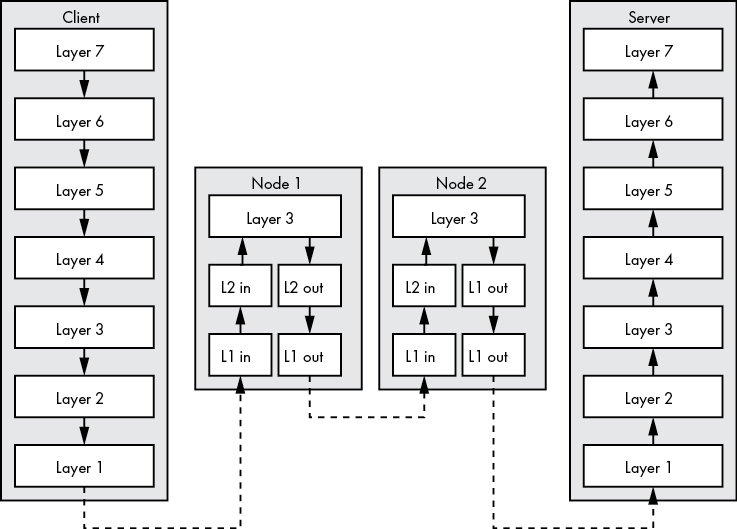 Client
Layer 7
Layer 6
Layer 5
Layer 4
Layer 3
Layer 2
Layer 1
Node 1
Layer 3
L2 in
L2 out
L1 in
L1 out
Node 2
Layer 3
L2 in
L1 out
L1 in
L1 out
Server
Layer 7
Layer 6
Layer 5
Layer 4
Layer 3
Layer 2
Layer 1